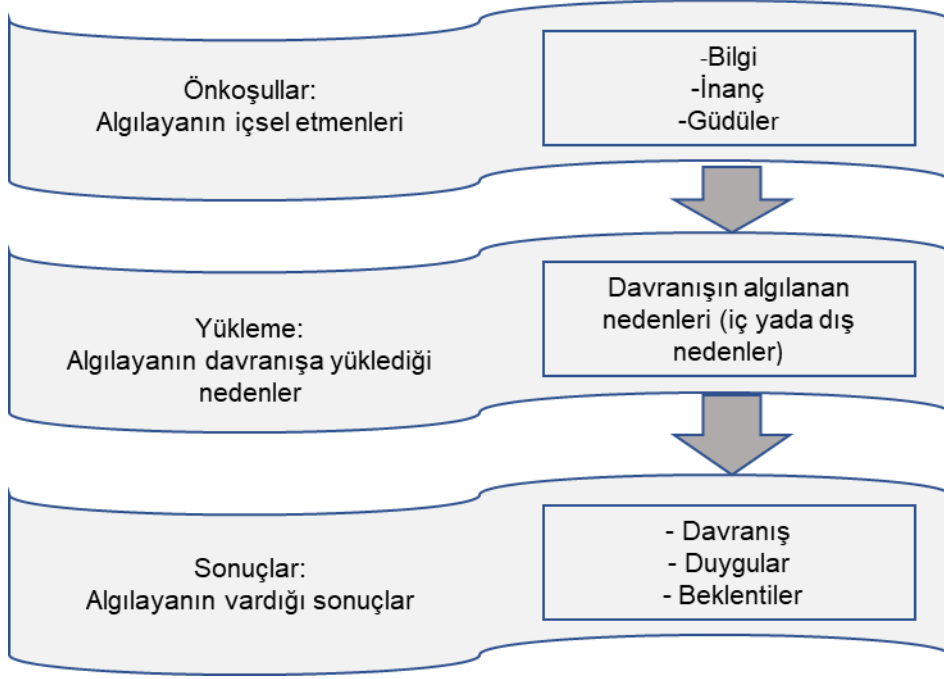 Önkoşullar:
Algılayanın içsel etmenleri
-Bilgi
-İnanç
-Güdüler
Yükleme:
Algılayanın davranışa yüklediği
nedenler
Davranışın algılanan
nedenleri (iç yada dış
nedenler)
Sonuçlar:
Algılayanın vardığı sonuçlar
- Davranış
- Duygular
- Beklentiler